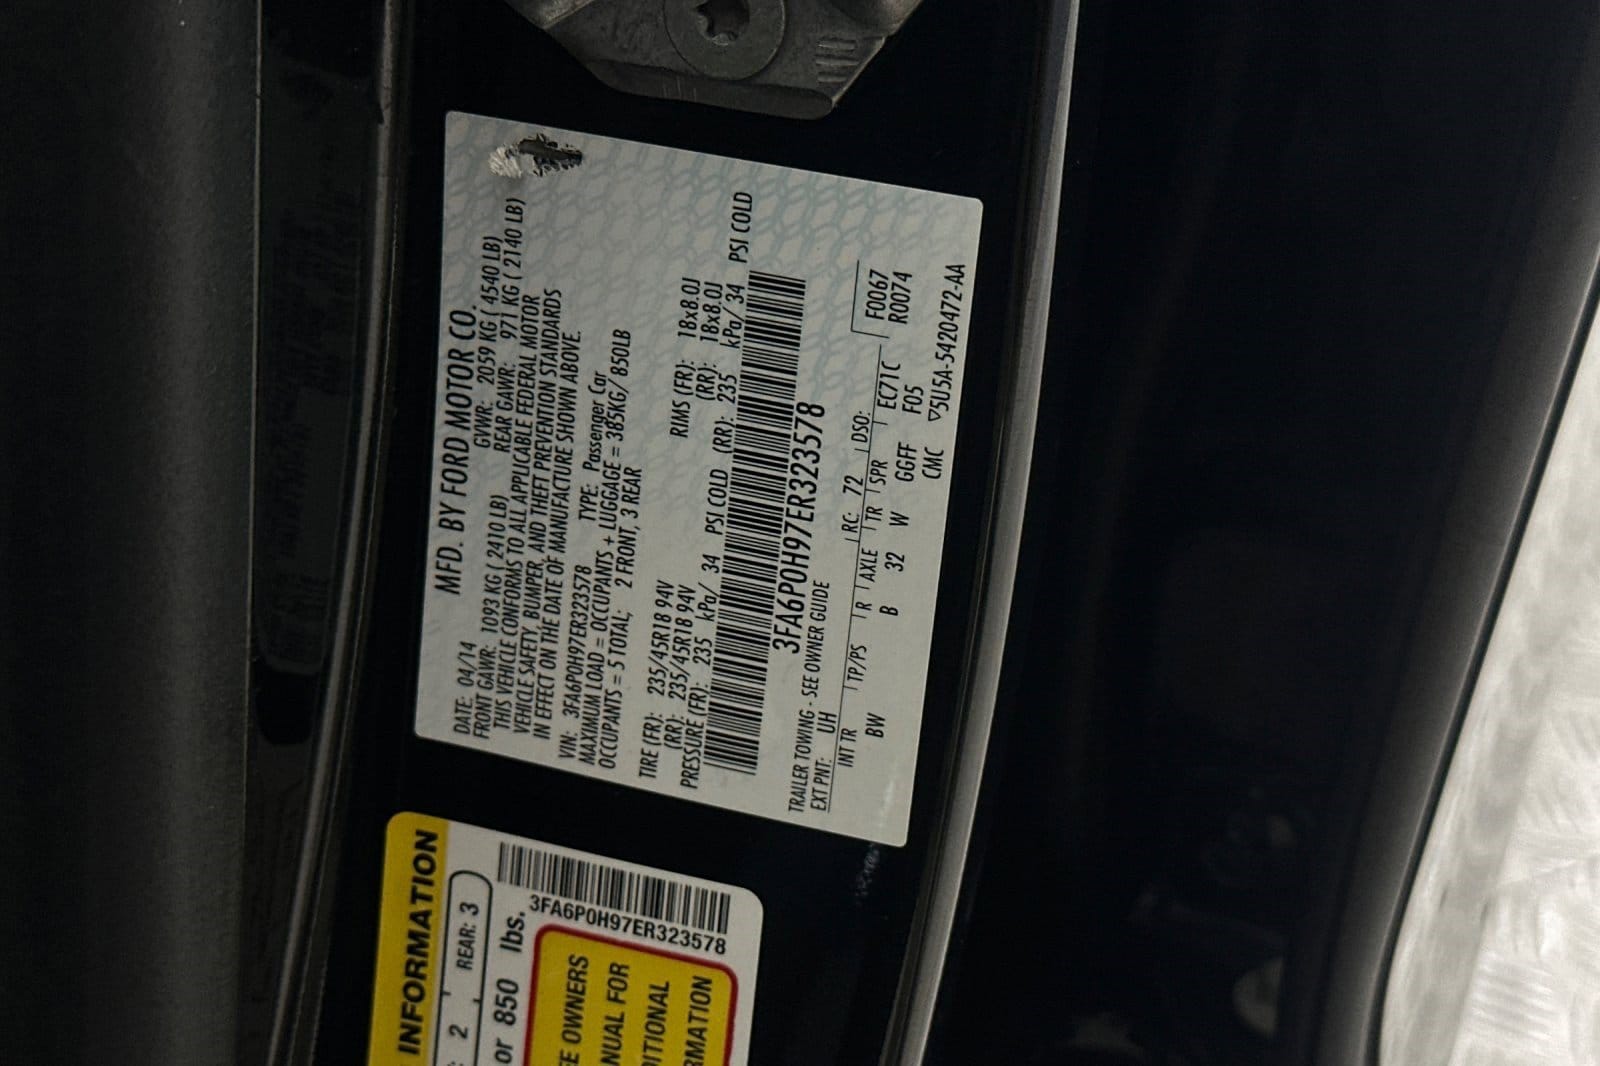 MFD. BY FORD MOTOR CO.
DATE: 04/14 GVWR: 2059 KG ( 4540 LB)
FRONT GAWR: 1093 KG ( 2410 LB) REAR GAWR: 971 KG ( 2140 LB)
THIS VEHICLE CONFORMS TO ALL APPLICABLE FEDERAL MOTOR
VEHICLE SAFETY, BUMPER, AND THEFT PREVENTION STANDARDS
IN EFFECT ON THE DATE OF MANUFACTURE SHOWN ABOVE.
VIN: 3FA6P0H97ER323578 TYPE: Passenger Car
MAXIMUM LOAD = OCCUPANTS + LUGGAGE = 385KG/ 850LB
OCCUPANTS = 5 TOTAL; 2 FRONT, 3 REAR
TIRE (FR): 235/45R18 94V RIMS (FR): 18x8.0J
(RR): 235/45R18 94V (RR): 18x8.0J
PRESSURE (FR): 235 kPa/ 34 PSI COLD (RR): 235 kPa/ 34 PSI COLD
3FA6P0H97ER323578
TRAILER TOWING - SEE OWNER GUIDE
EXT PNT: UH RC: 72 DSO: F0067
INT TR TP/PS R AXLE TR SPR EC71C R0074
BW B 32 W GGFF F05
CMC 5U5A-5420472-AA
INFORMATION
2 REAR: 3
or 850 lbs.
3FA6P0H97ER323578
OWNERS
FOR